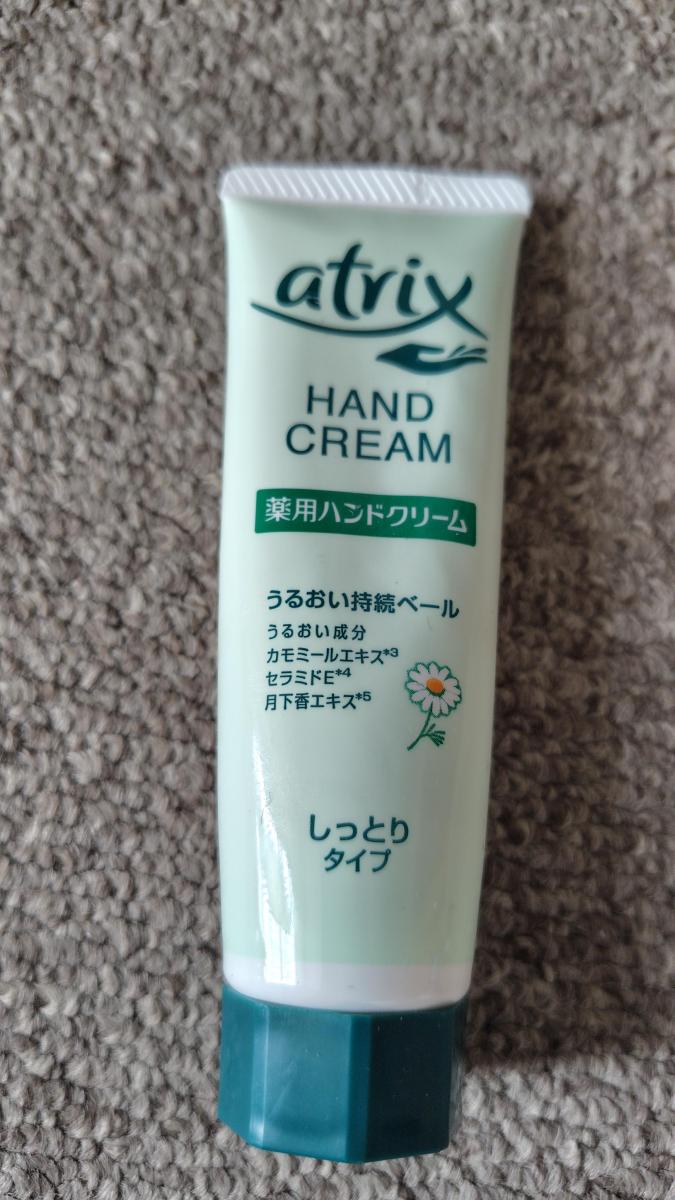 atrix
HAND
CREAM
薬用ハンドクリーム
うるおい持続ベール
うるおい成分
カモミールエキス*3
セラミドE*4
月下香エキス*5
しっとり
タイプ